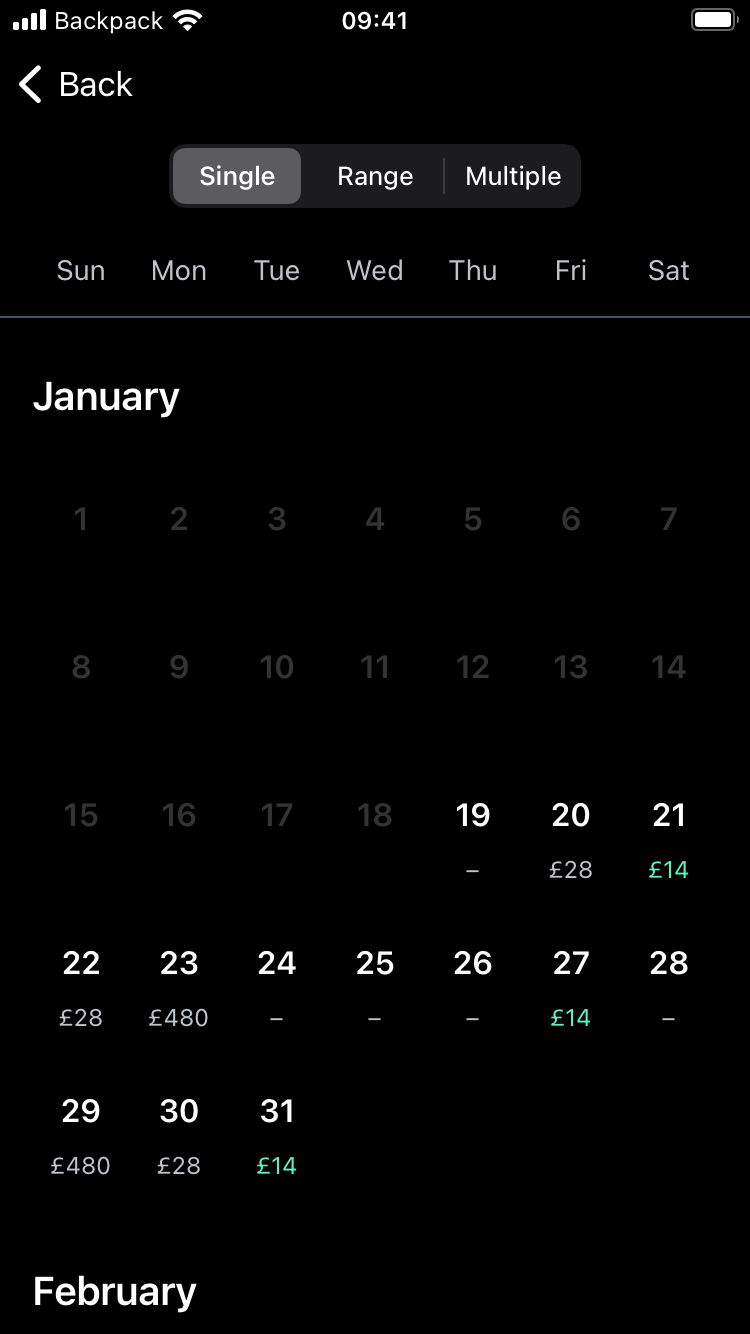 Backpack 09:41
Back
Single Range Multiple
Sun Mon Tue Wed Thu Fri Sat
January
1 2 3 4 5 6 7
8 9 10 11 12 13 14
15 16 17 18 19 20 21
– £28 £14
22 23 24 25 26 27 28
£28 £480 – – – £14 –
29 30 31
£480 £28 £14
February